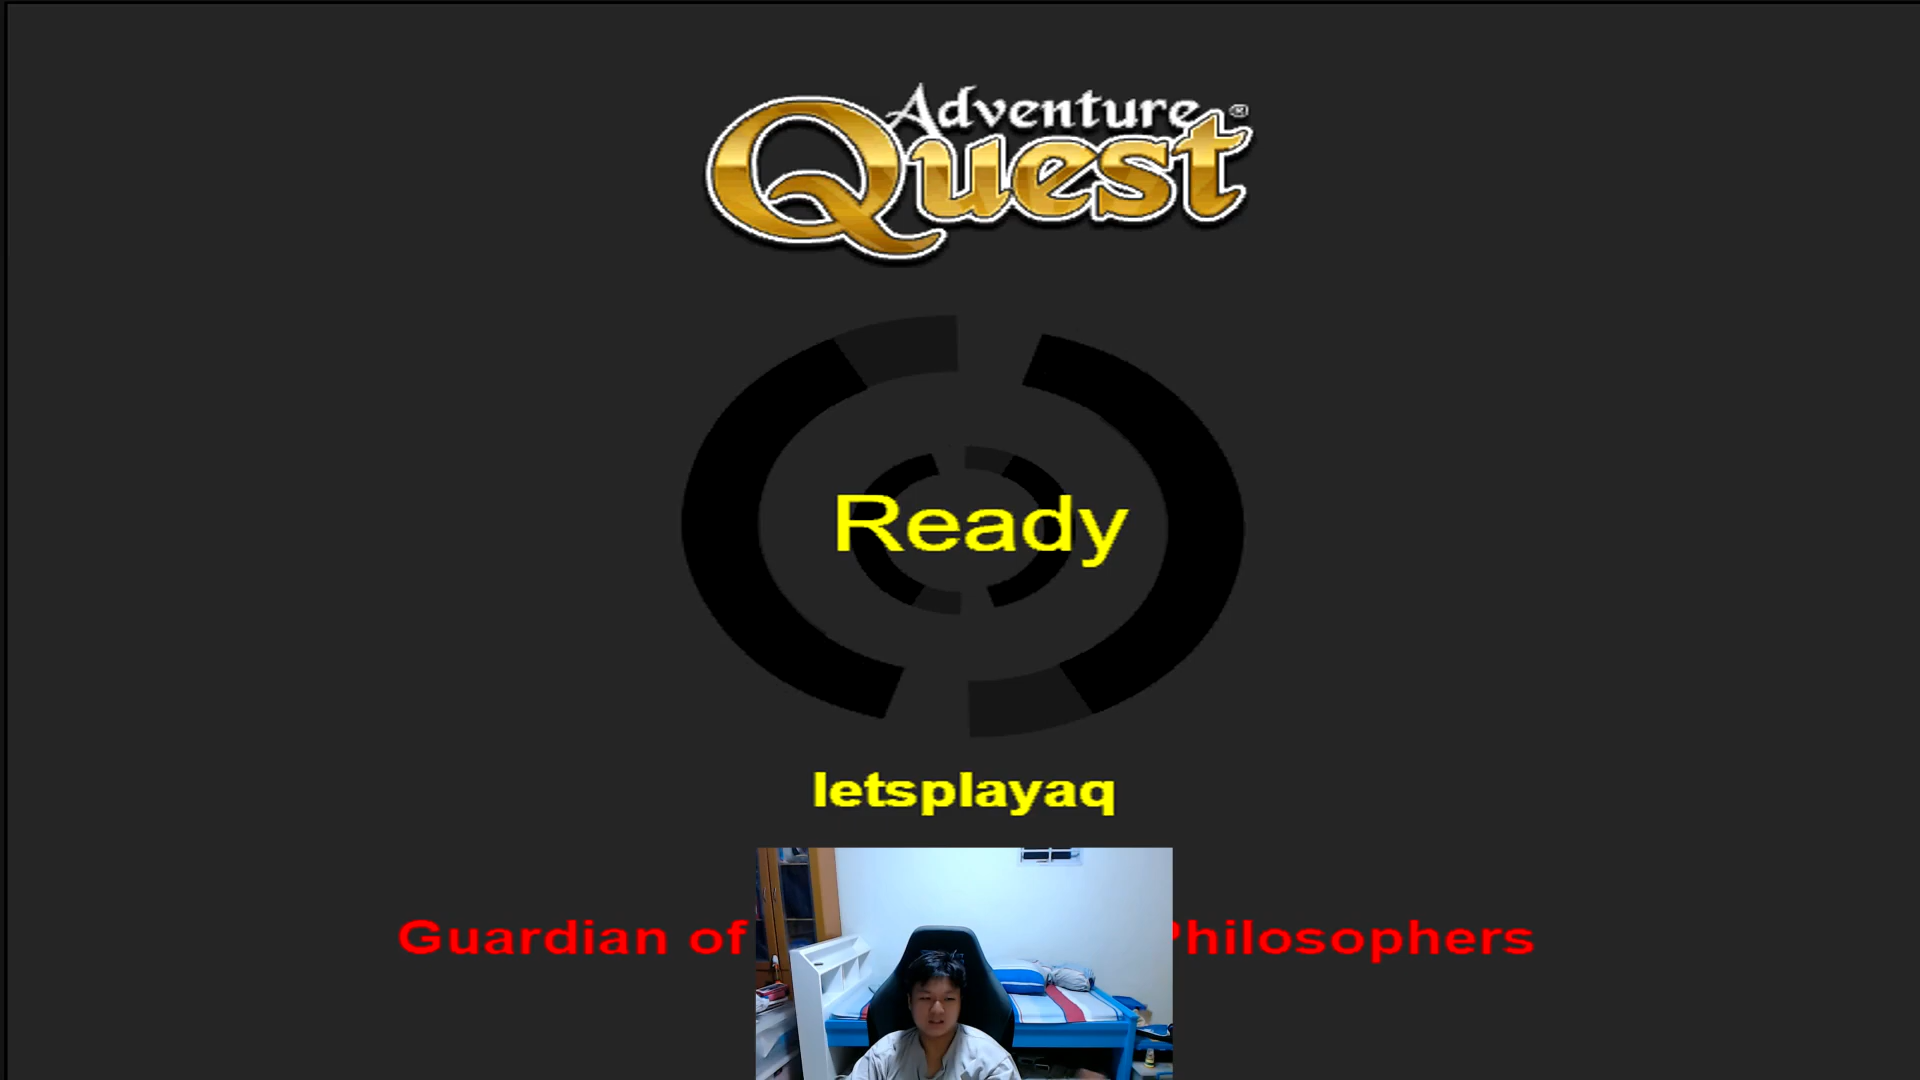 Adventure
Quest®
Ready
letsplayaq
Guardian of hilosophers